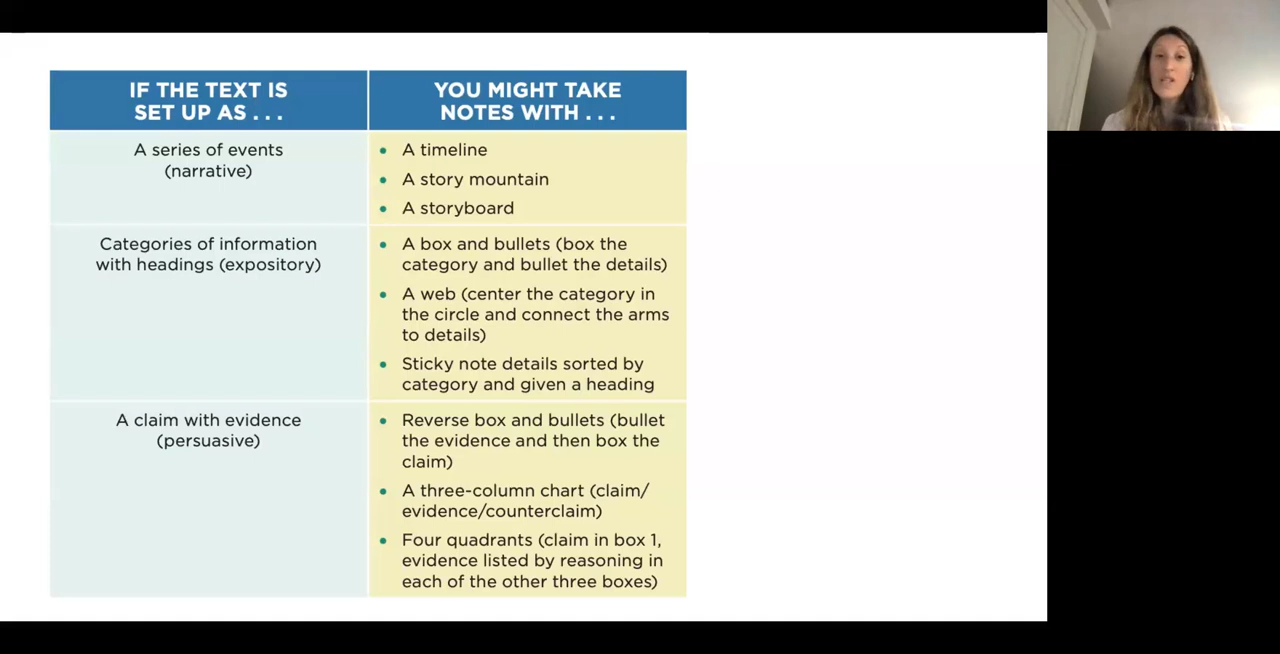 IF THE TEXT IS
SET UP AS . . .
YOU MIGHT TAKE
NOTES WITH . . .
A series of events
(narrative)
• A timeline
• A story mountain
• A storyboard
Categories of information
with headings (expository)
• A box and bullets (box the
category and bullet the details)
• A web (center the category in
the circle and connect the arms
to details)
• Sticky note details sorted by
category and given a heading
A claim with evidence
(persuasive)
• Reverse box and bullets (bullet
the evidence and then box the
claim)
• A three-column chart (claim/
evidence/counterclaim)
• Four quadrants (claim in box 1,
evidence listed by reasoning in
each of the other three boxes)